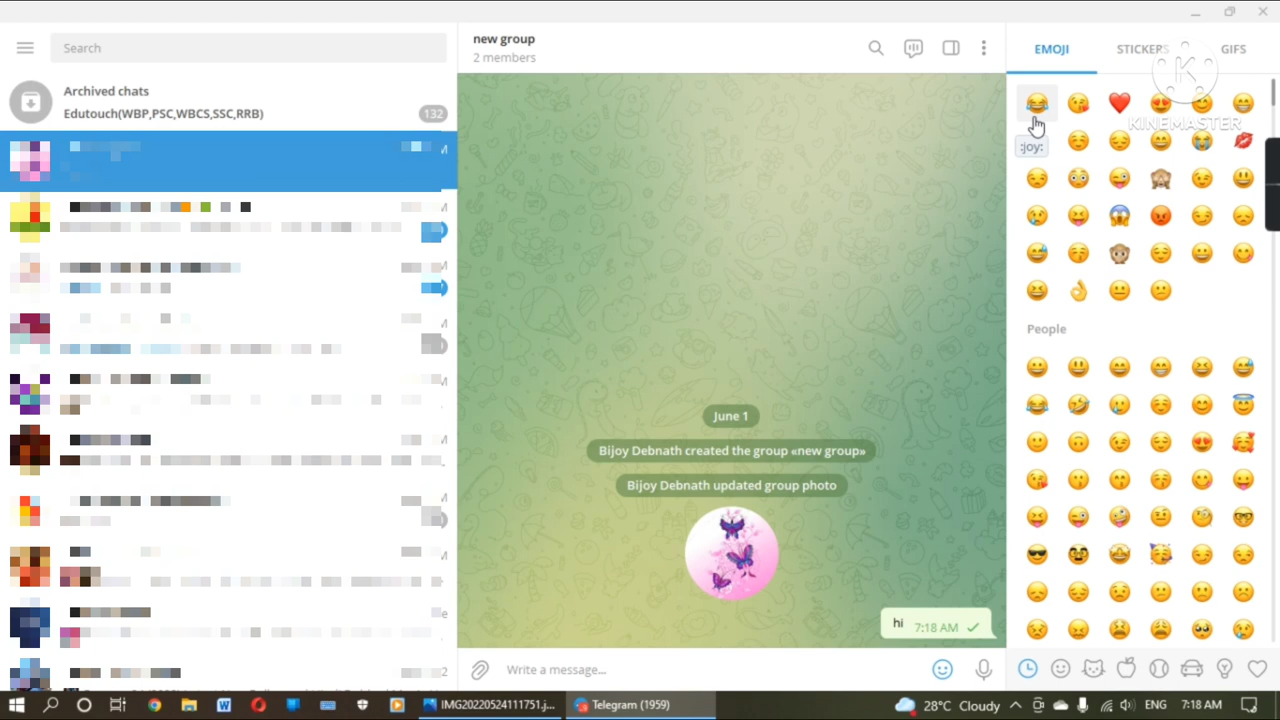 Search
Archived chats
Edutouch(WBP,PSC,WBCS,SSC,RRB)
132
new group
2 members
June 1
Bijoy Debnath created the group «new group»
Bijoy Debnath updated group photo
hi
7:18 AM
Write a message...
EMOJI
STICKERS
GIFS
K
KINEMASTER
:joy:
People
IMG20220524111751.j...
Telegram (1959)
28°C Cloudy
ENG
7:18 AM